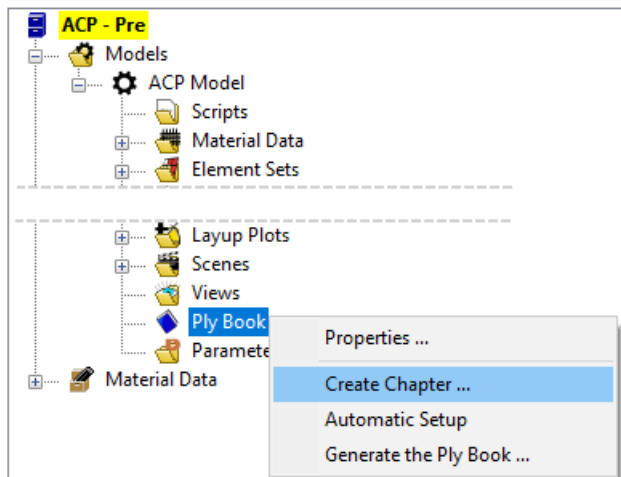 ACP - Pre
Models
ACP Model
Scripts
Material Data
Element Sets
Layup Plots
Scenes
Views
Ply Book
Properties ...
Create Chapter ...
Automatic Setup
Generate the Ply Book ...
Material Data